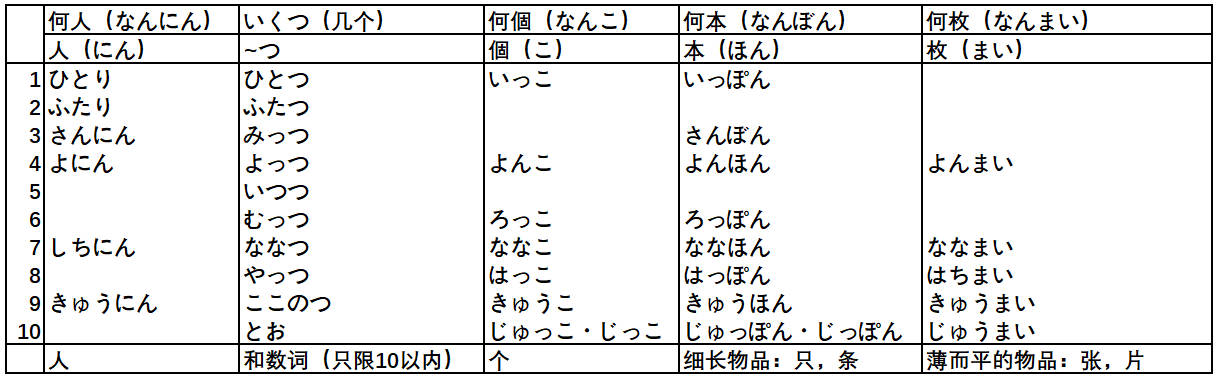 何人（なんにん） いくつ（几个） 何個（なんこ） 何本（なんぼん） 何枚（なんまい）
人（にん） ~つ 個（こ） 本（ほん） 枚（まい）
1 ひとり ひとつ いっこ いっぽん
2 ふたり ふたつ
3 さんにん みっつ さんぼん
4 よにん よっつ よんこ よんほん よんまい
5 いつつ
6 むっつ ろっこ ろっぽん
7 しちにん ななつ ななこ ななほん ななまい
8 やっつ はっこ はっぽん はちまい
9 きゅうにん ここのつ きゅうこ きゅうほん きゅうまい
10 とお じゅっこ・じっこ じゅっぽん・じっぽん じゅうまい
人 和数词（只限10以内） 个 细长物品：只，条 薄而平的物品：张，片